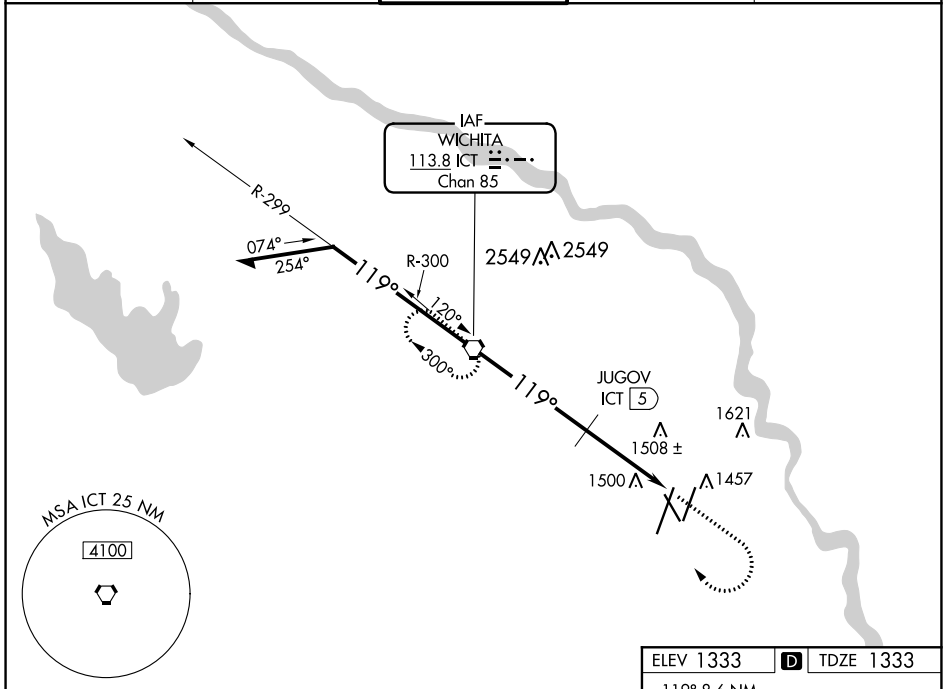 IAF
WICHITA
113.8 ICT
Chan 85
R-299
074°
254°
119°
R-300
120°
300°
2549 2549
119°
JUGOV
ICT 5
1621
1508 ±
1500
1457
MSA ICT 25 NM
4100
ELEV 1333 D TDZE 1333